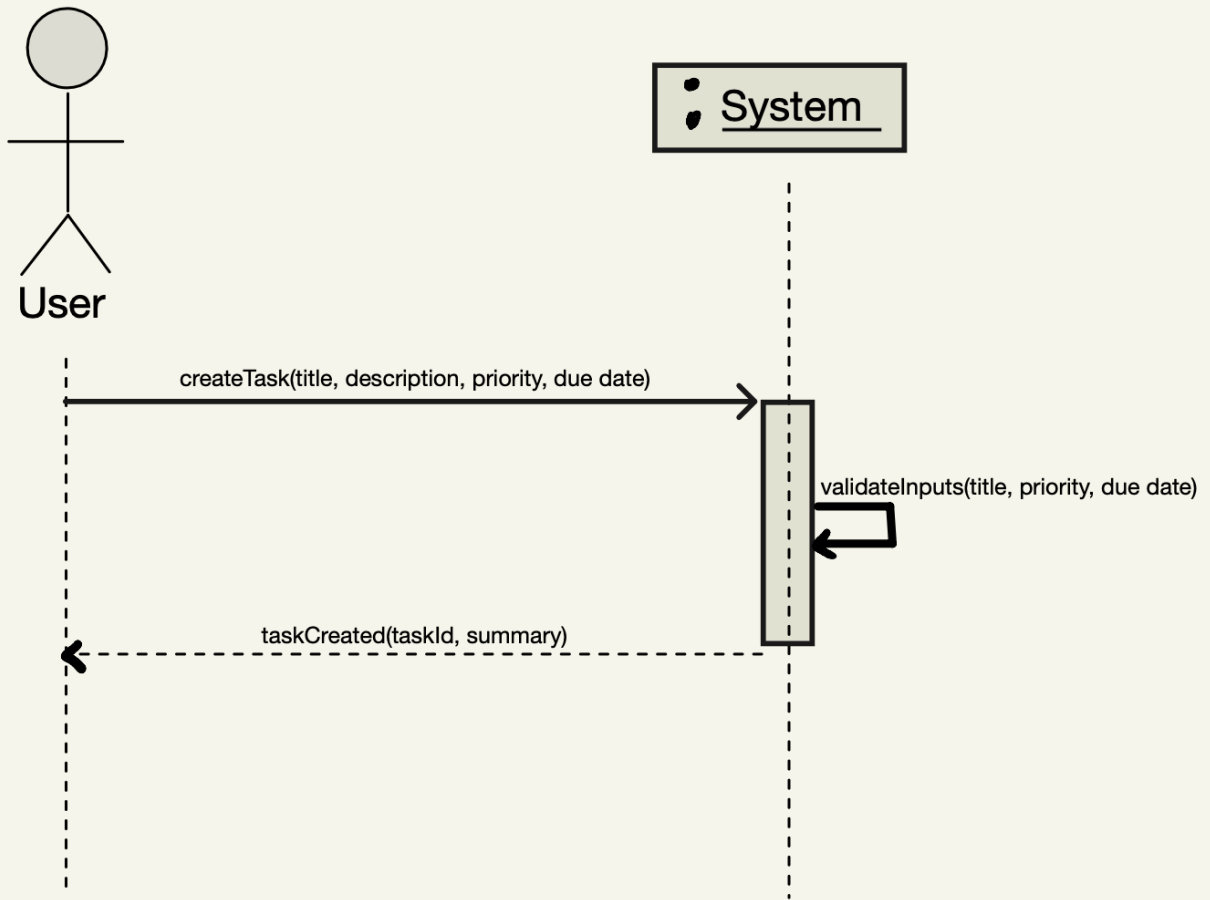 : System
User
createTask(title, description, priority, due date)
validateInputs(title, priority, due date)
taskCreated(taskId, summary)